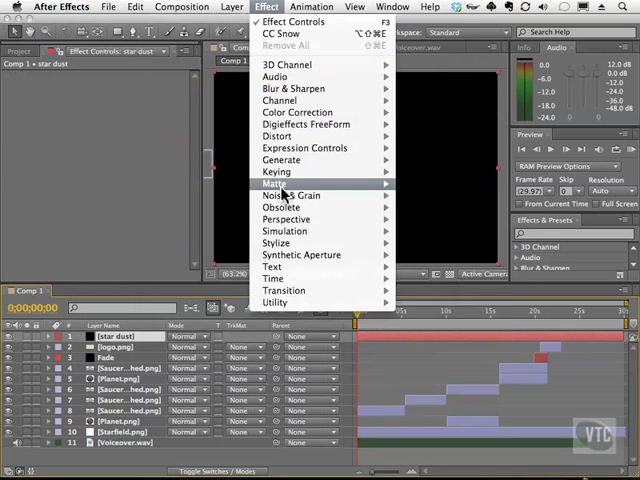 After Effects File Edit Composition Layer Effect Animation View Window Help
Workspace: Standard Search Help
Effect Controls F3
CC Snow ⌥⇧⌘E
Remove All ⇧⌘E
3D Channel
Audio
Blur & Sharpen
Channel
Color Correction
Digieffects FreeForm
Distort
Expression Controls
Generate
Keying
Matte
Noise & Grain
Obsolete
Perspective
Simulation
Stylize
Synthetic Aperture
Text
Time
Transition
Utility
Project Effect Controls: star dust
Comp 1 • star dust
Voiceover.wav
Comp 1
(63.2%)
Active Camera
Info Audio
0.0 12.0 dB
-6.0
-12.0 0.0 dB
-18.0
-24.0 -12.0 dB
Preview
RAM Preview Options
Frame Rate Skip Resolution
(29.97) 0 Auto
From Current Time Full Screen
Effects & Presets
3D Channel
Audio
Blur & Sharpen
Comp 1
0;00;00;00
# Layer Name Mode T TrkMat Parent
05s 10s 15s 20s 25s 30s
1 [star dust] Normal None
2 [logo.png] Normal None None
3 Fade Normal None None
4 [Saucer...hed.png] Normal None None
5 [Planet.png] Normal None None
6 [Saucer...hed.png] Normal None None
7 [Saucer...hed.png] Normal None None
8 [Saucer...hed.png] Normal None None
9 [Planet.png] Normal None None
10 [Starfield.png] Normal None None
11 [Voiceover.wav] None
Toggle Switches / Modes
VTC